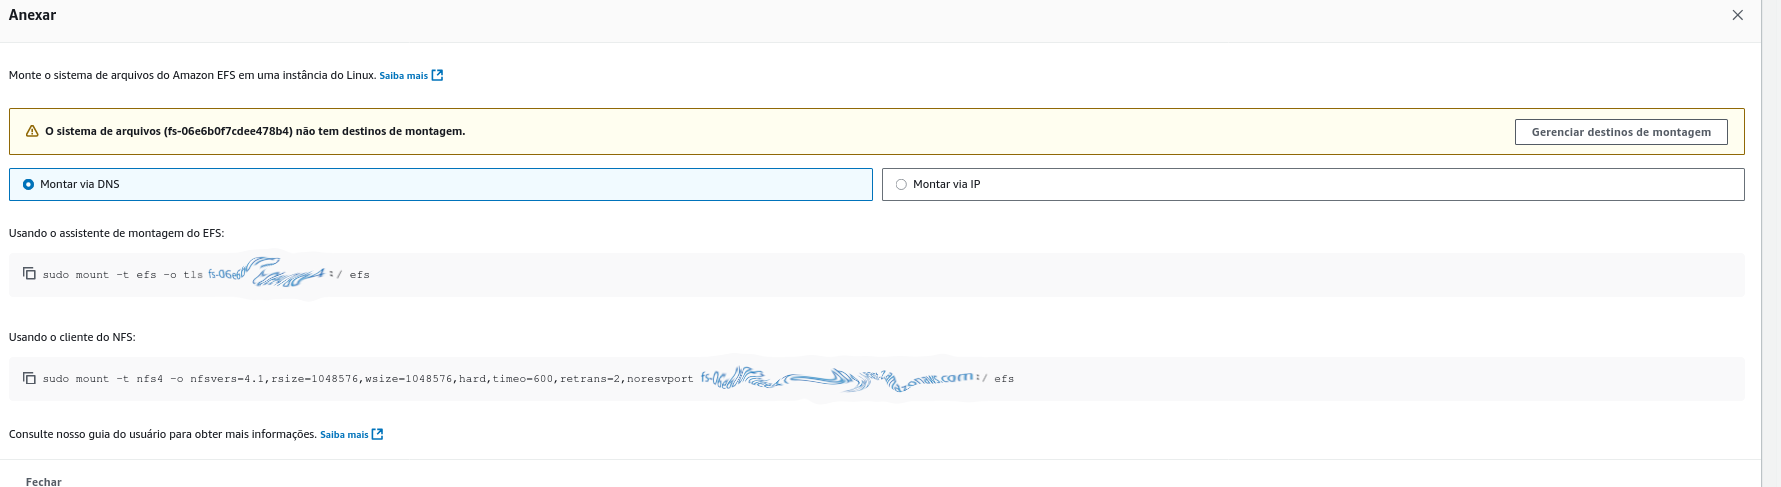 Anexar
Monte o sistema de arquivos do Amazon EFS em uma instância do Linux. Saiba mais
O sistema de arquivos (fs-06e6b0f7cdee478b4) não tem destinos de montagem.
Gerenciar destinos de montagem
Montar via DNS
Montar via IP
Usando o assistente de montagem do EFS:
sudo mount -t efs -o tls fs-06e6 :/ efs
Usando o cliente do NFS:
sudo mount -t nfs4 -o nfsvers=4.1,rsize=1048576,wsize=1048576,hard,timeo=600,retrans=2,noresvport fs-06e6 .com:/ efs
Consulte nosso guia do usuário para obter mais informações. Saiba mais
Fechar